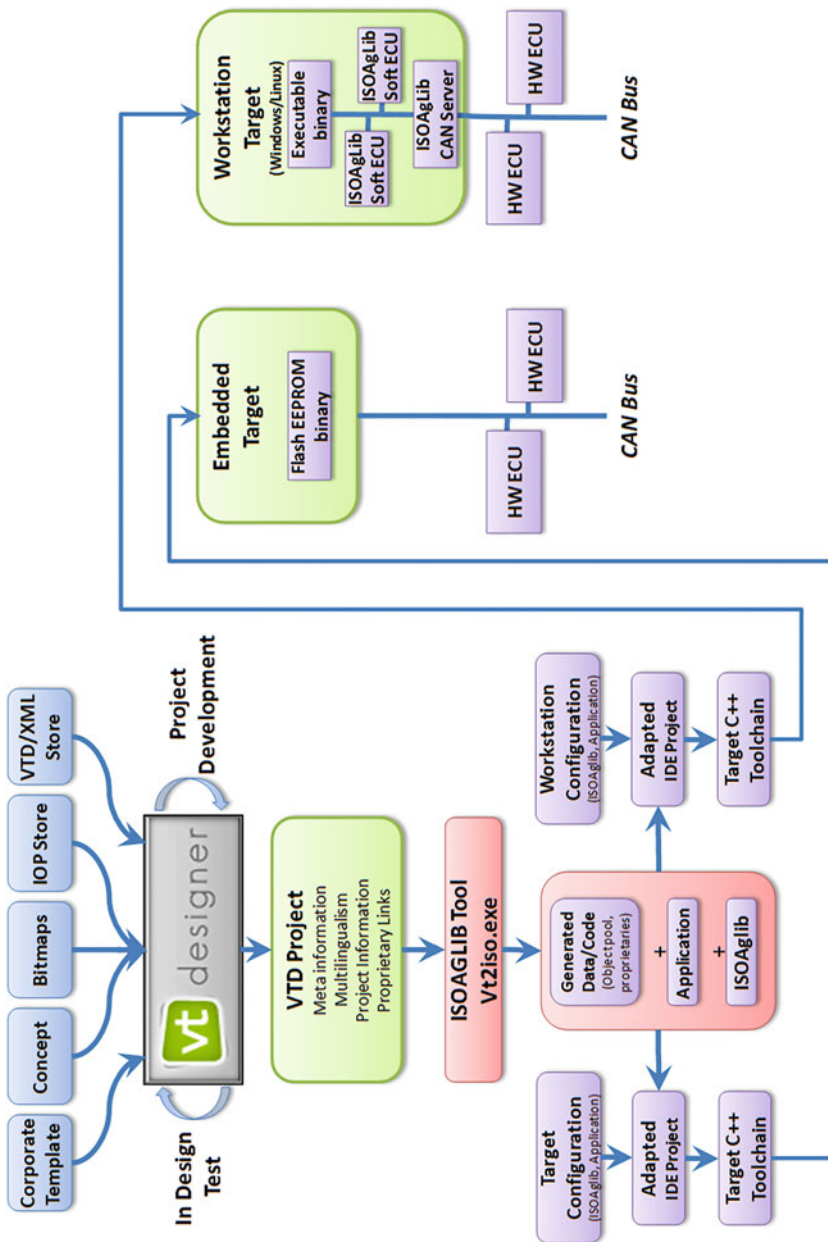 Corporate
Template
Concept
Bitmaps
IOP Store
VTD/XML
Store
In Design
Test
vt designer
Project
Development
VTD Project
Meta information
Multilingualism
Project Information
Proprietary Links
ISOAGLIB Tool
Vt2iso.exe
Target
Configuration
(ISOAglib, Application)
Adapted
IDE Project
Target C++
Toolchain
Generated
Data/Code
(Object pool,
proprietaries)
+
Application
+
ISOAglib
Workstation
Configuration
(ISOAglib, Application)
Adapted
IDE Project
Target C++
Toolchain
Embedded
Target
Flash EEPROM
binary
HW ECU
HW ECU
CAN Bus
Workstation
Target
(Windows/Linux)
Executable
binary
ISOAgLib
Soft ECU
ISOAgLib
Soft ECU
ISOAgLib
CAN Server
HW ECU
HW ECU
CAN Bus